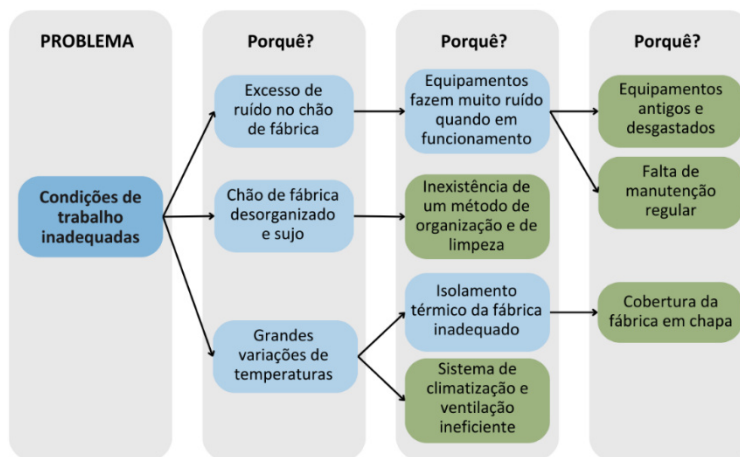 PROBLEMA
Porquê?
Porquê?
Porquê?
Condições de
trabalho
inadequadas
Excesso de
ruído no chão
de fábrica
Chão de fábrica
desorganizado
e sujo
Grandes
variações de
temperaturas
Equipamentos
fazem muito ruído
quando em
funcionamento
Inexistência de
um método de
organização e de
limpeza
Isolamento
térmico da fábrica
inadequado
Sistema de
climatização e
ventilação
ineficiente
Equipamentos
antigos e
desgastados
Falta de
manutenção
regular
Cobertura da
fábrica em chapa